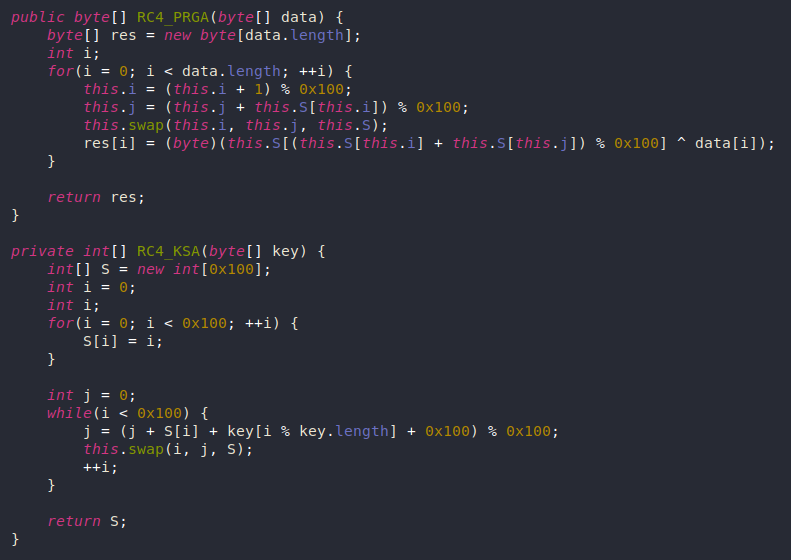 public byte[] RC4_PRGA(byte[] data) {
    byte[] res = new byte[data.length];
    int i;
    for(i = 0; i < data.length; ++i) {
        this.i = (this.i + 1) % 0x100;
        this.j = (this.j + this.S[this.i]) % 0x100;
        this.swap(this.i, this.j, this.S);
        res[i] = (byte)(this.S[(this.S[this.i] + this.S[this.j]) % 0x100] ^ data[i]);
    }

    return res;
}

private int[] RC4_KSA(byte[] key) {
    int[] S = new int[0x100];
    int i = 0;
    int i;
    for(i = 0; i < 0x100; ++i) {
        S[i] = i;
    }

    int j = 0;
    while(i < 0x100) {
        j = (j + S[i] + key[i % key.length] + 0x100) % 0x100;
        this.swap(i, j, S);
        ++i;
    }

    return S;
}